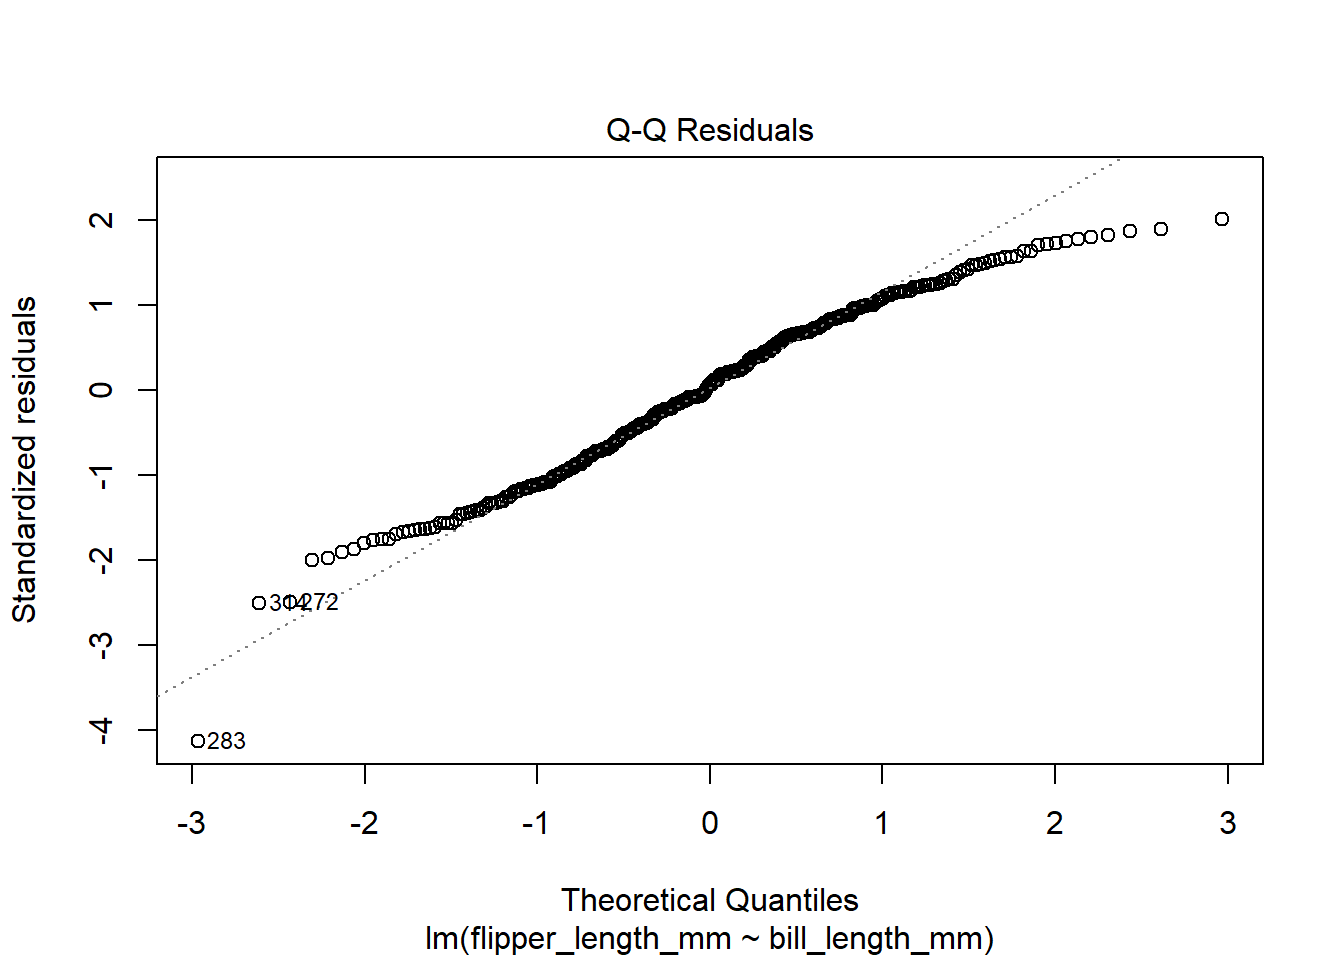 Q-Q Residuals
Standardized residuals
2
1
0
-1
-2
-3
-4
314
272
283
-3 -2 -1 0 1 2 3
Theoretical Quantiles
lm(flipper_length_mm ~ bill_length_mm)